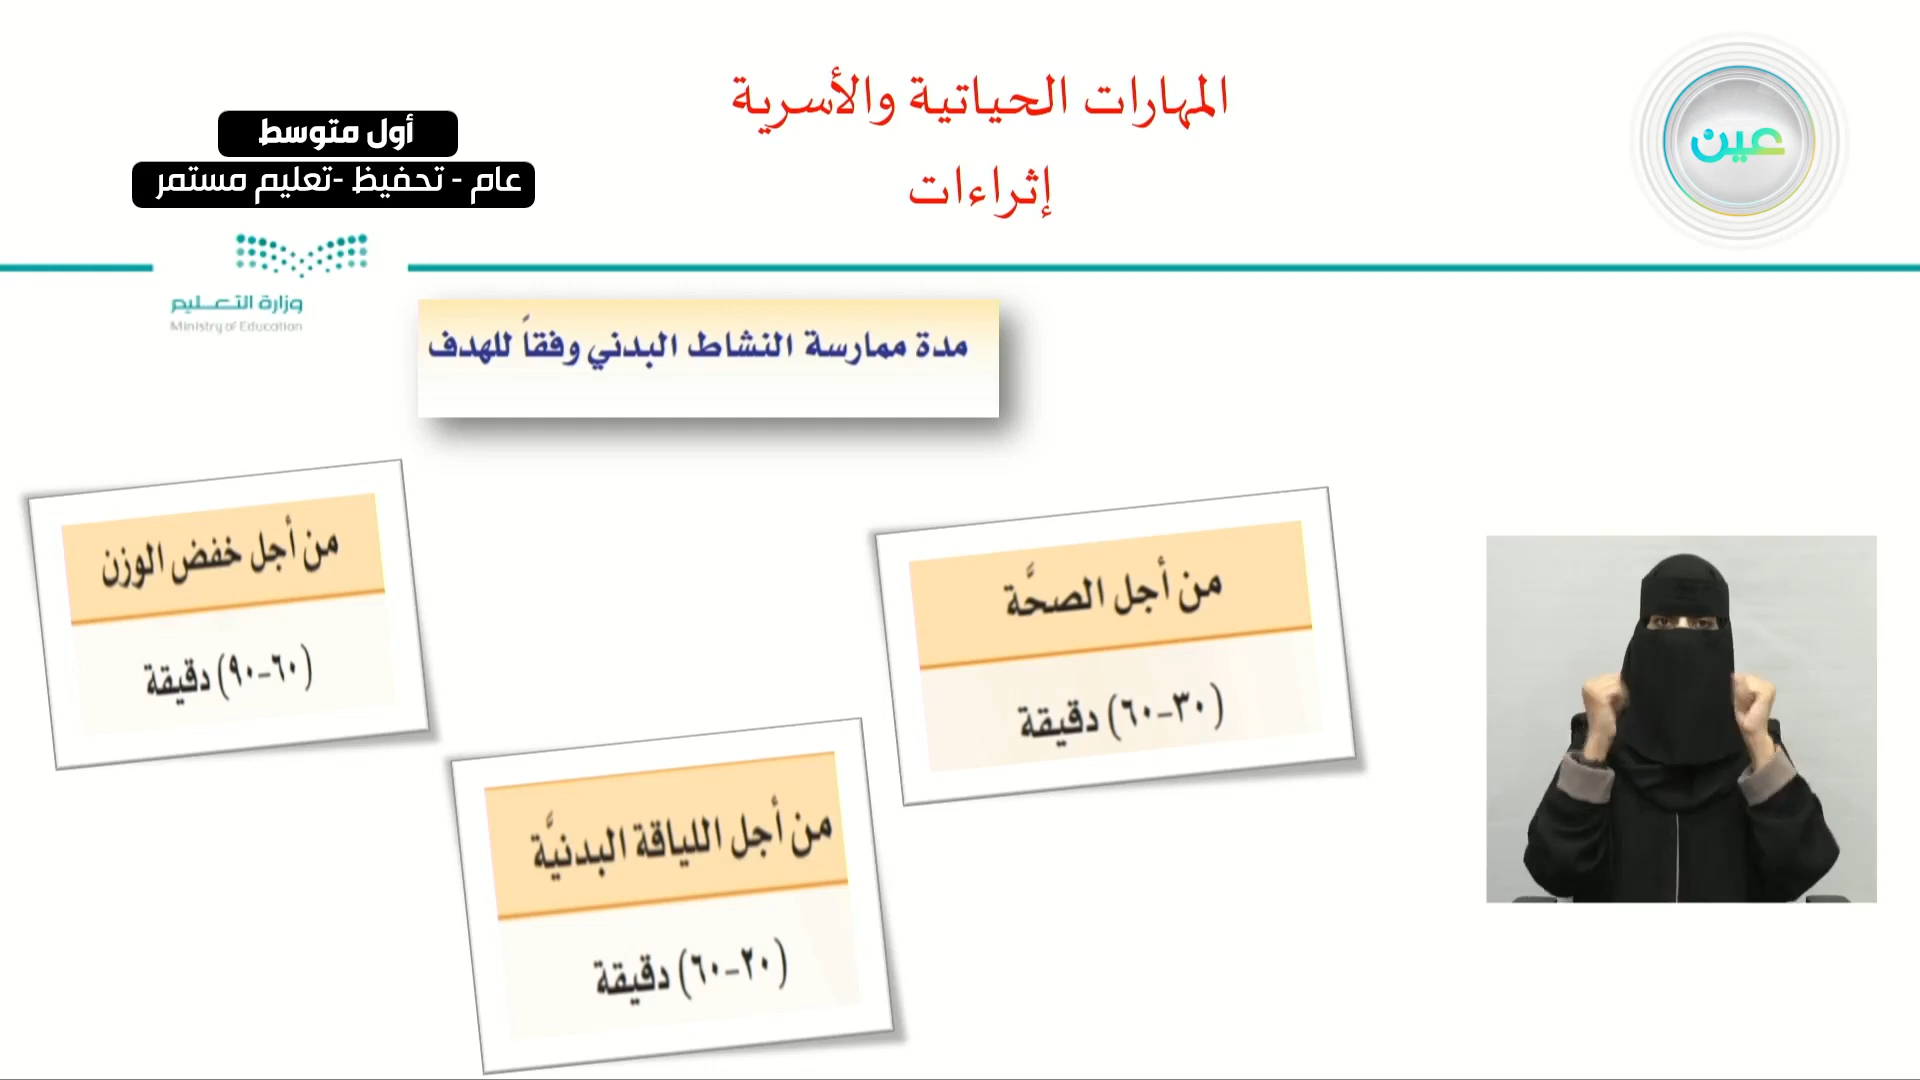 المهارات الحياتية والأسرية
إثراءات
عين
أول متوسط
عام - تحفيظ -تعليم مستمر
وزارة التعليم
Ministry of Education
مدة ممارسة النشاط البدني وفقاً للهدف
من أجل الصحَّة
(٣٠-٦٠) دقيقة
من أجل اللياقة البدنيَّة
(٢٠-٦٠) دقيقة
من أجل خفض الوزن
(٦٠-٩٠) دقيقة